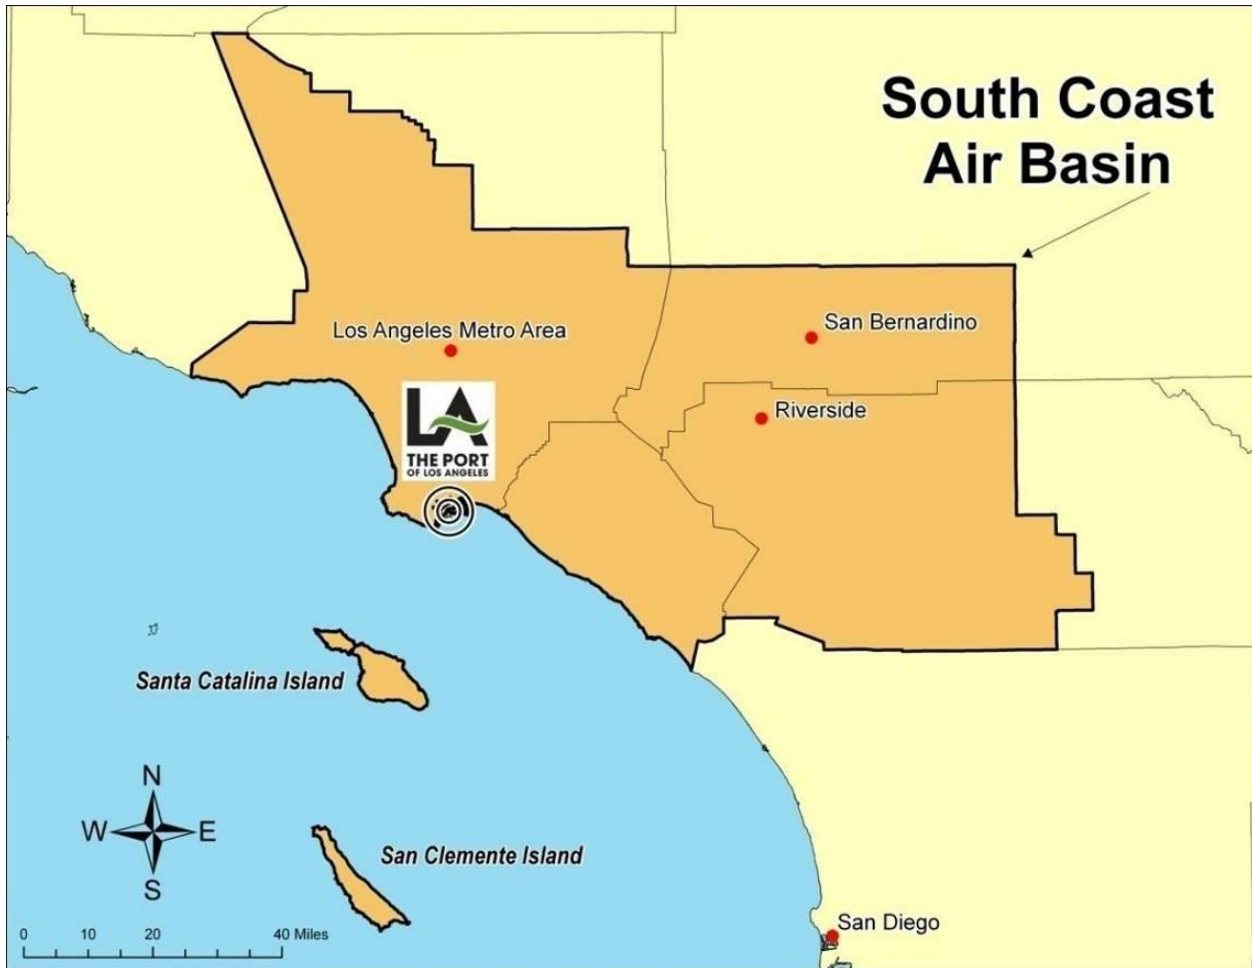 South Coast
Air Basin
Los Angeles Metro Area
San Bernardino
Riverside
LA
THE PORT
OF LOS ANGELES
Santa Catalina Island
San Clemente Island
N
W
E
S
0 10 20 40 Miles
San Diego